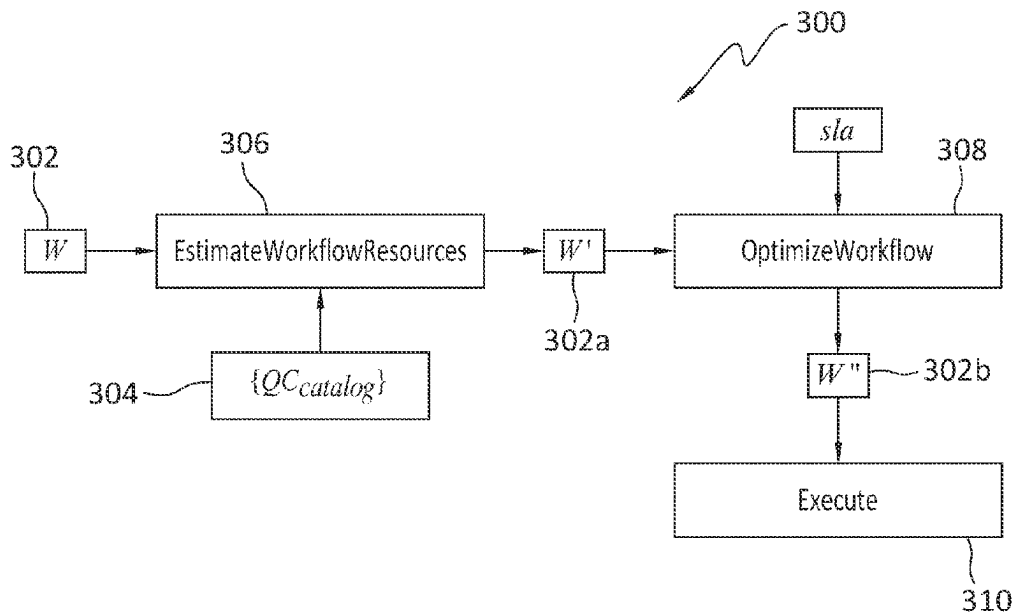 300
sla
302
306
308
W
EstimateWorkflowResources
W'
OptimizeWorkflow
302a
304
{QCcatalog}
W"
302b
Execute
310